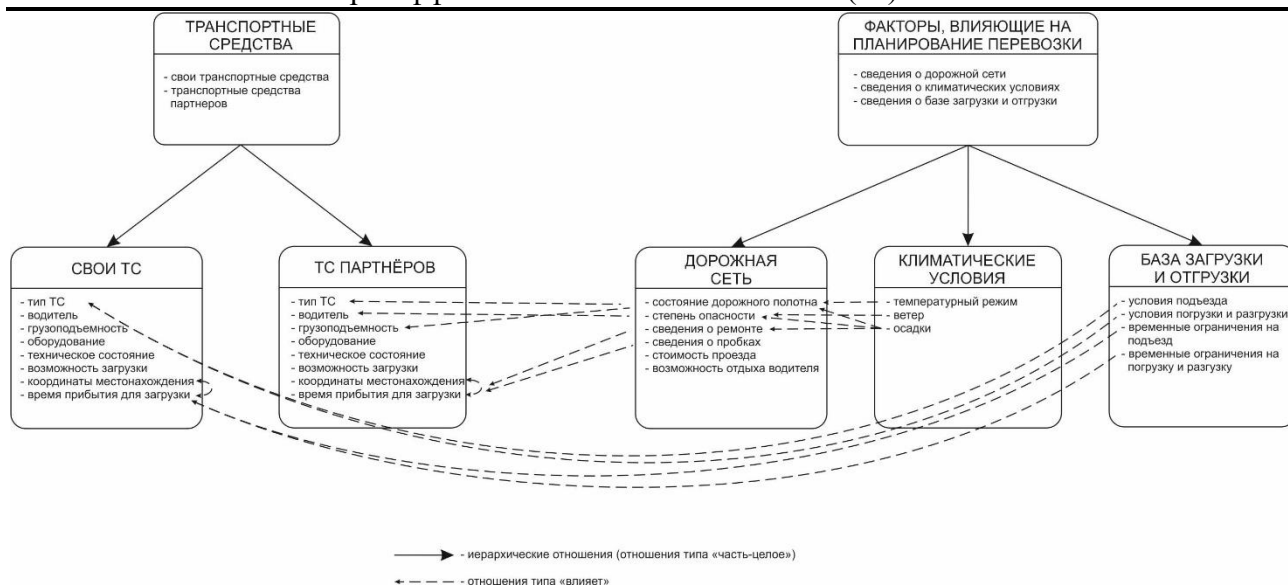 ТРАНСПОРТНЫЕ
СРЕДСТВА
- свои транспортные средства
- транспортные средства
партнеров
ФАКТОРЫ, ВЛИЯЮЩИЕ НА
ПЛАНИРОВАНИЕ ПЕРЕВОЗКИ
- сведения о дорожной сети
- сведения о климатических условиях
- сведения о базе загрузки и отгрузки
СВОИ ТС
- тип ТС
- водитель
- грузоподъемность
- оборудование
- техническое состояние
- возможность загрузки
- координаты местонахождения
- время прибытия для загрузки
ТС ПАРТНЁРОВ
- тип ТС
- водитель
- грузоподъемность
- оборудование
- техническое состояние
- возможность загрузки
- координаты местонахождения
- время прибытия для загрузки
ДОРОЖНАЯ
СЕТЬ
- состояние дорожного полотна
- степень опасности
- сведения о ремонте
- сведения о пробках
- стоимость проезда
- возможность отдыха водителя
КЛИМАТИЧЕСКИЕ
УСЛОВИЯ
- температурный режим
- ветер
- осадки
БАЗА ЗАГРУЗКИ
И ОТГРУЗКИ
- условия подъезда
- условия погрузки и разгрузки
- временные ограничения на
подъезд
- временные ограничения на
погрузку и разгузку
- иерархические отношения (отношения типа «часть-целое»)
- отношения типа «влияет»